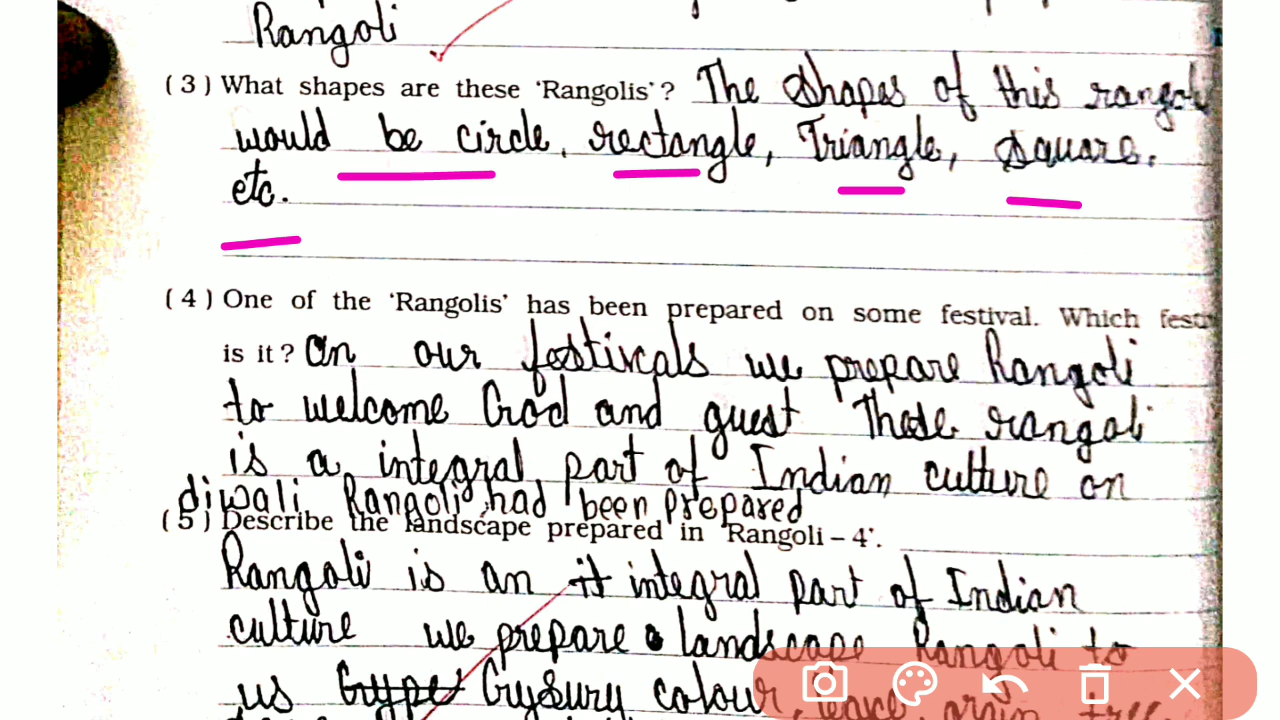 Rangoli
( 3 ) What shapes are these 'Rangolis' ? The shapes of this rangoli
would be circle, rectangle, Triangle, square.
etc.
( 4 ) One of the 'Rangolis' has been prepared on some festival. Which
is it ? On our festivals we prepare Rangoli
to welcome God and guest These rangoli
is a integral part of Indian culture on
diwali Rangoli had been prepared
( 5 ) Describe the landscape prepared in 'Rangoli – 4'.
Rangoli is an it integral part of Indian
culture we prepare landscape Rangoli to
us colour, leave, grain